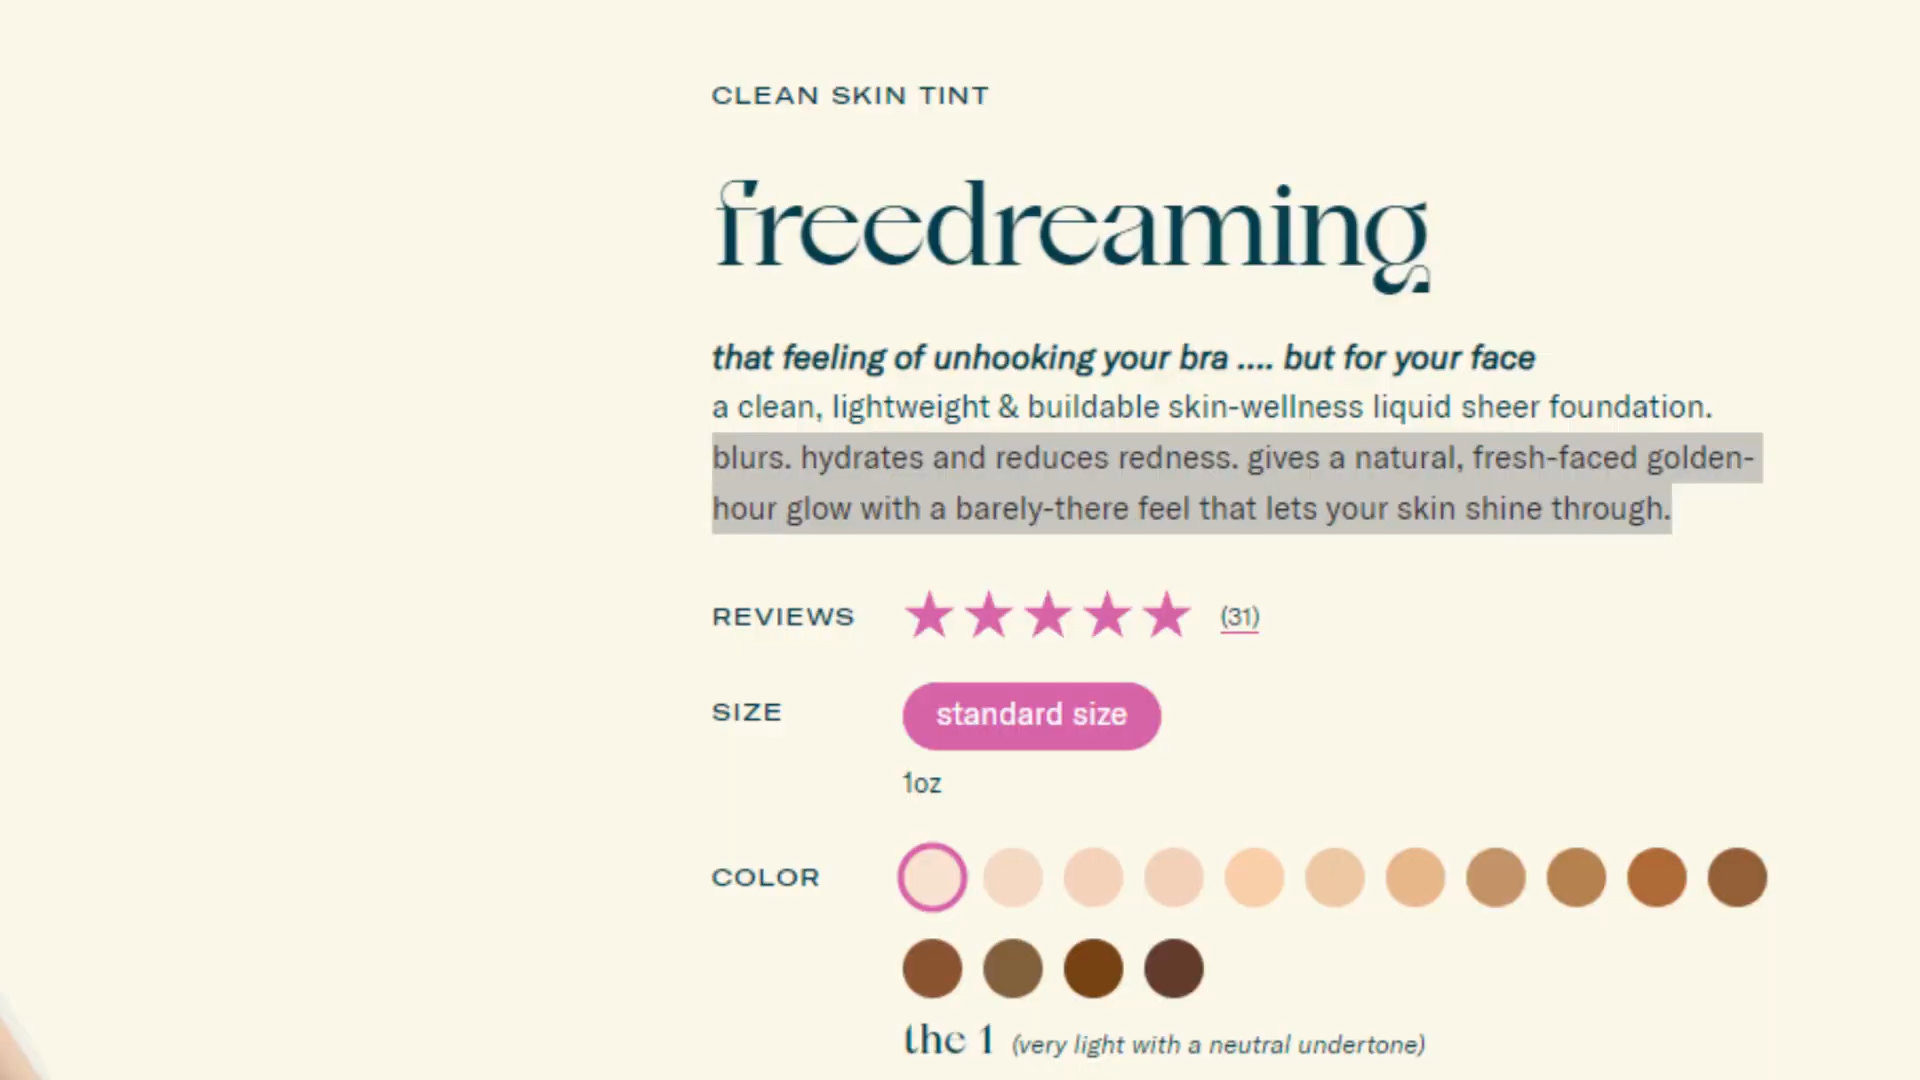 CLEAN SKIN TINT
freedreaming
that feeling of unhooking your bra .... but for your face
a clean, lightweight & buildable skin-wellness liquid sheer foundation.
blurs. hydrates and reduces redness. gives a natural, fresh-faced golden-
hour glow with a barely-there feel that lets your skin shine through.
REVIEWS (31)
SIZE standard size
1oz
COLOR
the 1 (very light with a neutral undertone)